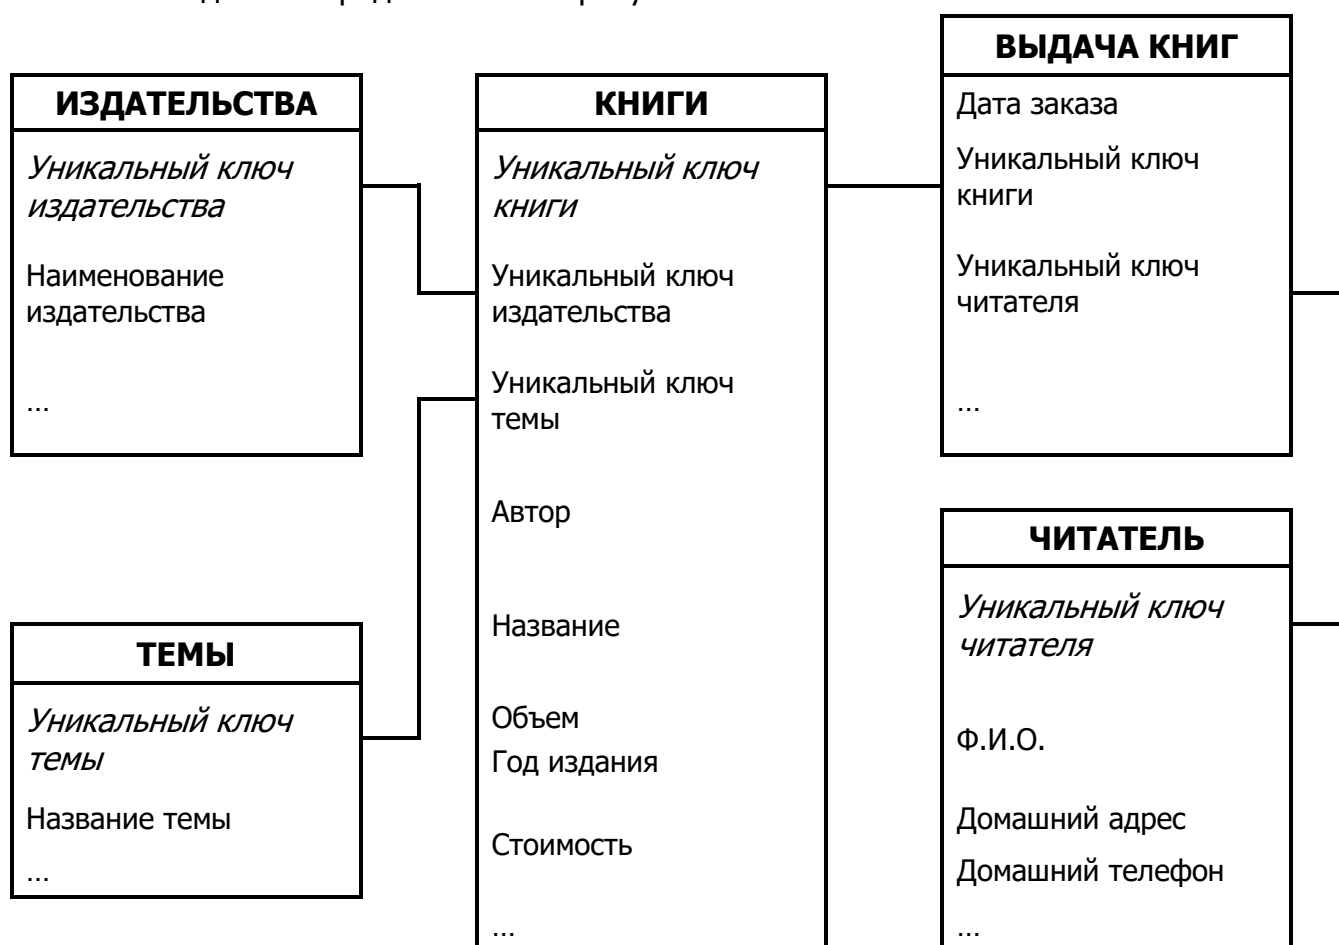 ИЗДАТЕЛЬСТВА
Уникальный ключ
издательства
Наименование
издательства
...
ТЕМЫ
Уникальный ключ
темы
Название темы
...
КНИГИ
Уникальный ключ
книги
Уникальный ключ
издательства
Уникальный ключ
темы
Автор
Название
Объем
Год издания
Стоимость
...
ВЫДАЧА КНИГ
Дата заказа
Уникальный ключ
книги
Уникальный ключ
читателя
...
ЧИТАТЕЛЬ
Уникальный ключ
читателя
Ф.И.О.
Домашний адрес
Домашний телефон
...